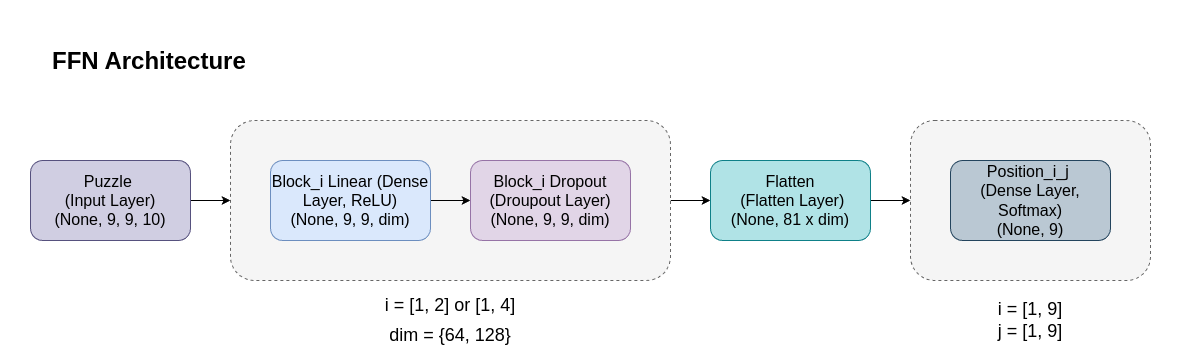 FFN Architecture
Puzzle
(Input Layer)
(None, 9, 9, 10)
Block_i Linear (Dense
Layer, ReLU)
(None, 9, 9, dim)
Block_i Dropout
(Droupout Layer)
(None, 9, 9, dim)
Flatten
(Flatten Layer)
(None, 81 x dim)
Position_i_j
(Dense Layer,
Softmax)
(None, 9)
i = [1, 2] or [1, 4]
dim = {64, 128}
i = [1, 9]
j = [1, 9]